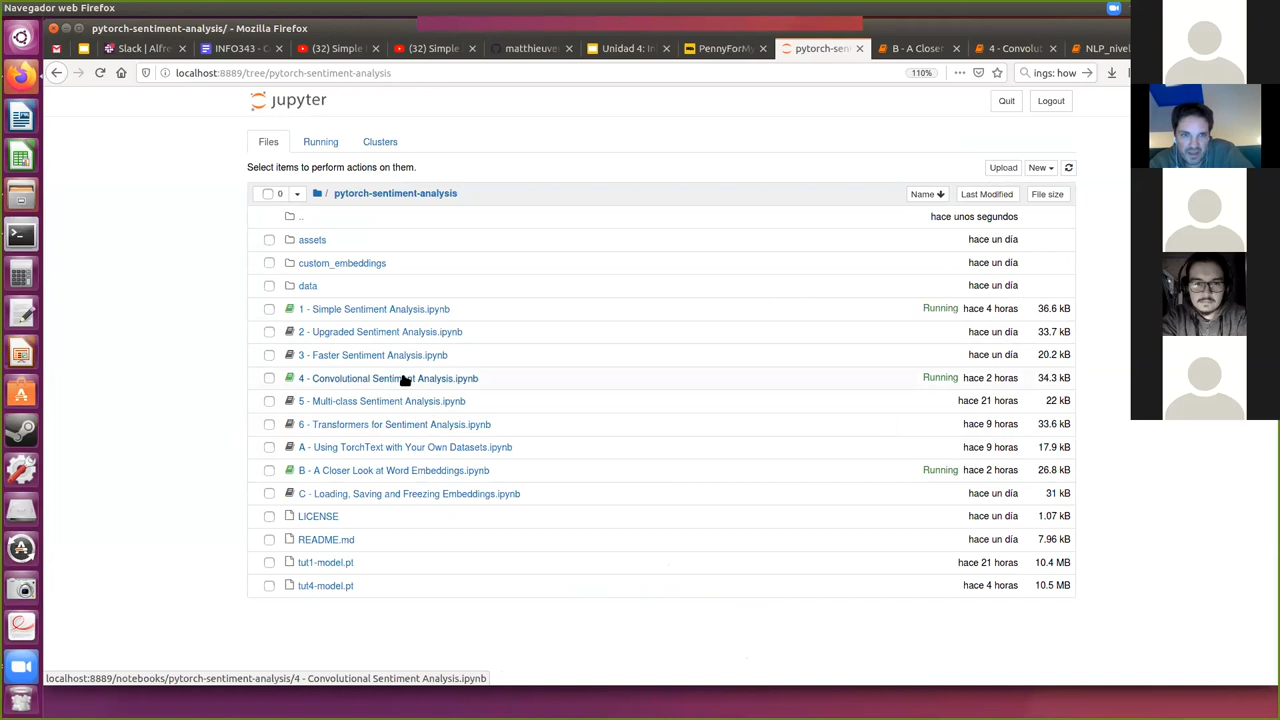 Navegador web Firefox
pytorch-sentiment-analysis/ - Mozilla Firefox
Slack | Alfre
INFO343 - C
(32) Simple
(32) Simple
matthieuve
Unidad 4: In
PennyForMy
pytorch-sent
B - A Closer
4 - Convolut
NLP_nivel
localhost:8889/tree/pytorch-sentiment-analysis
110%
ings: how
jupyter
Quit
Logout
Files
Running
Clusters
Select items to perform actions on them.
Upload
New
0
/
pytorch-sentiment-analysis
Name
Last Modified
File size
..
hace unos segundos
assets
hace un día
custom_embeddings
hace un día
data
hace un día
1 - Simple Sentiment Analysis.ipynb
Running hace 4 horas
36.6 kB
2 - Upgraded Sentiment Analysis.ipynb
hace un día
33.7 kB
3 - Faster Sentiment Analysis.ipynb
hace un día
20.2 kB
4 - Convolutional Sentiment Analysis.ipynb
Running hace 2 horas
34.3 kB
5 - Multi-class Sentiment Analysis.ipynb
hace 21 horas
22 kB
6 - Transformers for Sentiment Analysis.ipynb
hace 9 horas
33.6 kB
A - Using TorchText with Your Own Datasets.ipynb
hace 9 horas
17.9 kB
B - A Closer Look at Word Embeddings.ipynb
Running hace 2 horas
26.8 kB
C - Loading, Saving and Freezing Embeddings.ipynb
hace un día
31 kB
LICENSE
hace un día
1.07 kB
README.md
hace un día
7.96 kB
tut1-model.pt
hace 21 horas
10.4 MB
tut4-model.pt
hace 4 horas
10.5 MB
localhost:8889/notebooks/pytorch-sentiment-analysis/4 - Convolutional Sentiment Analysis.ipynb